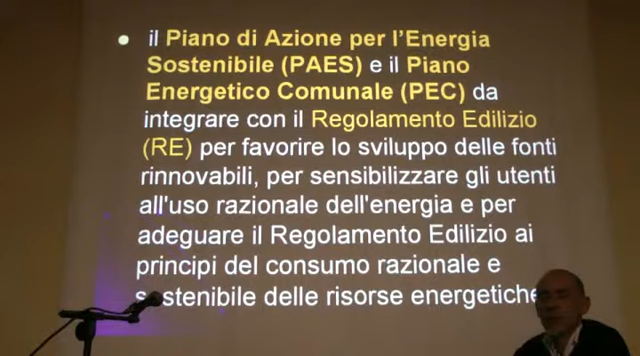 • il Piano di Azione per l'Energia
Sostenibile (PAES) e il Piano
Energetico Comunale (PEC) da
integrare con il Regolamento Edilizio
(RE) per favorire lo sviluppo delle fonti
rinnovabili, per sensibilizzare gli utenti
all'uso razionale dell'energia e per
adeguare il Regolamento Edilizio ai
principi del consumo razionale e
sostenibile delle risorse energetiche